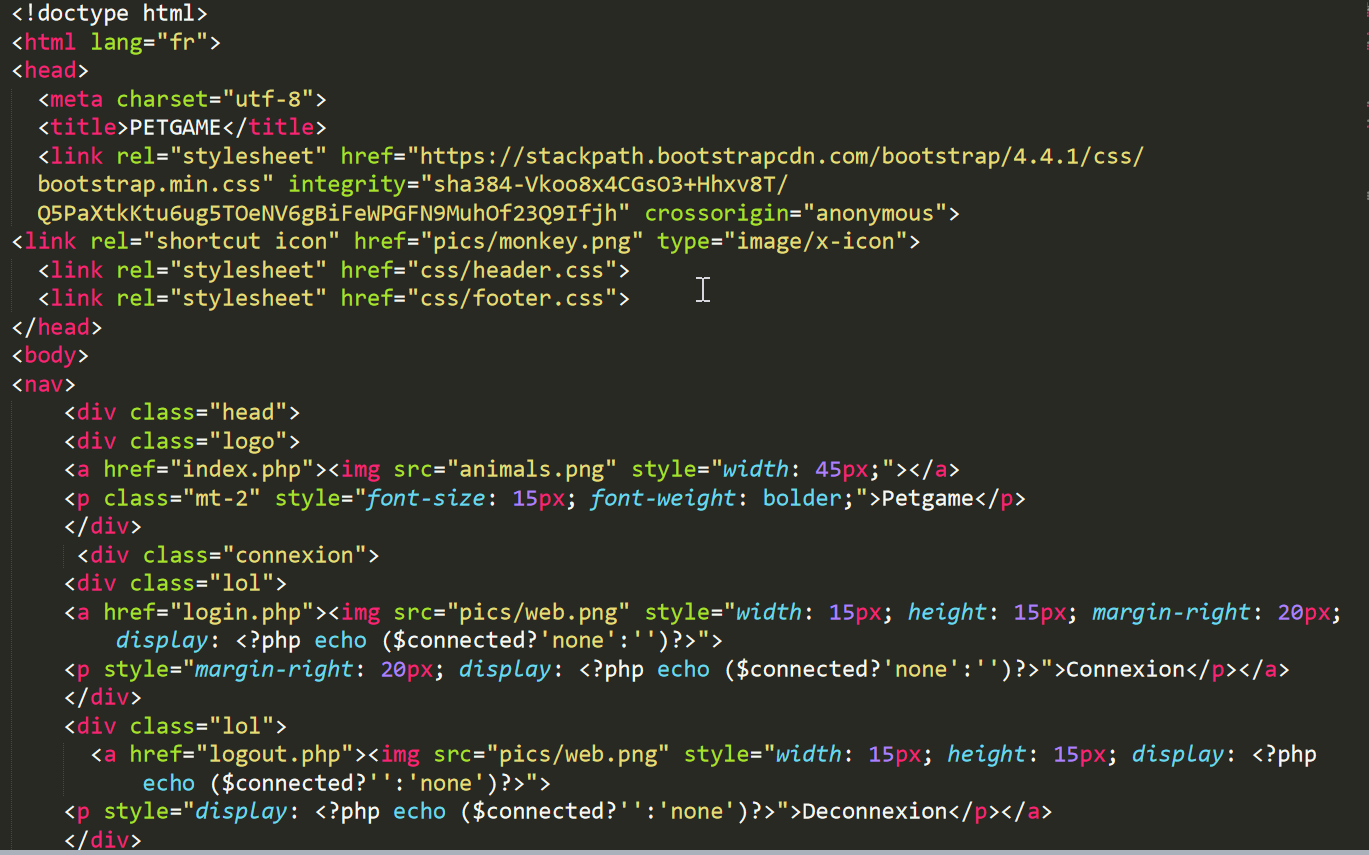 <!doctype html>
<html lang="fr">
<head>
<meta charset="utf-8">
<title>PETGAME</title>
<link rel="stylesheet" href="https://stackpath.bootstrapcdn.com/bootstrap/4.4.1/css/
bootstrap.min.css" integrity="sha384-Vkoo8x4CGsO3+Hhxv8T/
Q5PaXtkKtu6ug5TOeNV6gBiFeWPGFN9MuhOf23Q9Ifjh" crossorigin="anonymous">
<link rel="shortcut icon" href="pics/monkey.png" type="image/x-icon">
<link rel="stylesheet" href="css/header.css">
<link rel="stylesheet" href="css/footer.css">
</head>
<body>
<nav>
<div class="head">
<div class="logo">
<a href="index.php"><img src="animals.png" style="width: 45px;"></a>
<p class="mt-2" style="font-size: 15px; font-weight: bolder;">Petgame</p>
</div>
<div class="connexion">
<div class="lol">
<a href="login.php"><img src="pics/web.png" style="width: 15px; height: 15px; margin-right: 20px;
display: <?php echo ($connected?'none':'')?>">
<p style="margin-right: 20px; display: <?php echo ($connected?'none':'')?>">Connexion</p></a>
</div>
<div class="lol">
<a href="logout.php"><img src="pics/web.png" style="width: 15px; height: 15px; display: <?php
echo ($connected?'':'none')?>">
<p style="display: <?php echo ($connected?'':'none')?>">Deconnexion</p></a>
</div>